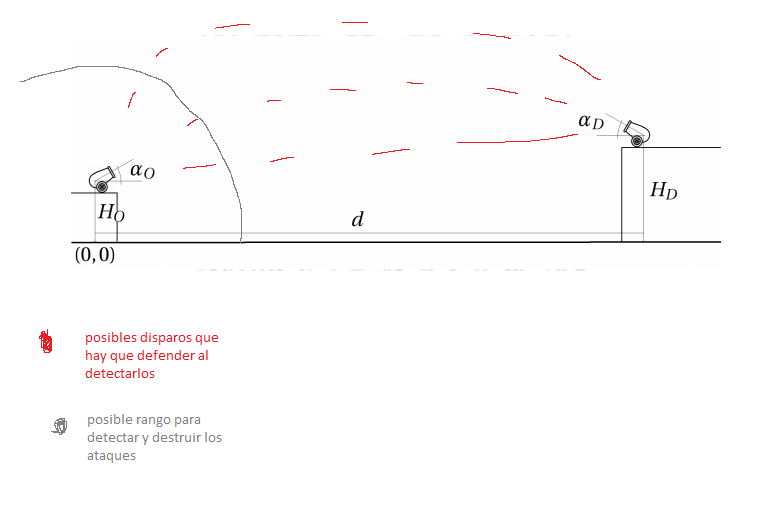 α_D
α_O
H_D
H_O
d
(0,0)
posibles disparos que
hay que defender al
detectarlos
posible rango para
detectar y destruir los
ataques